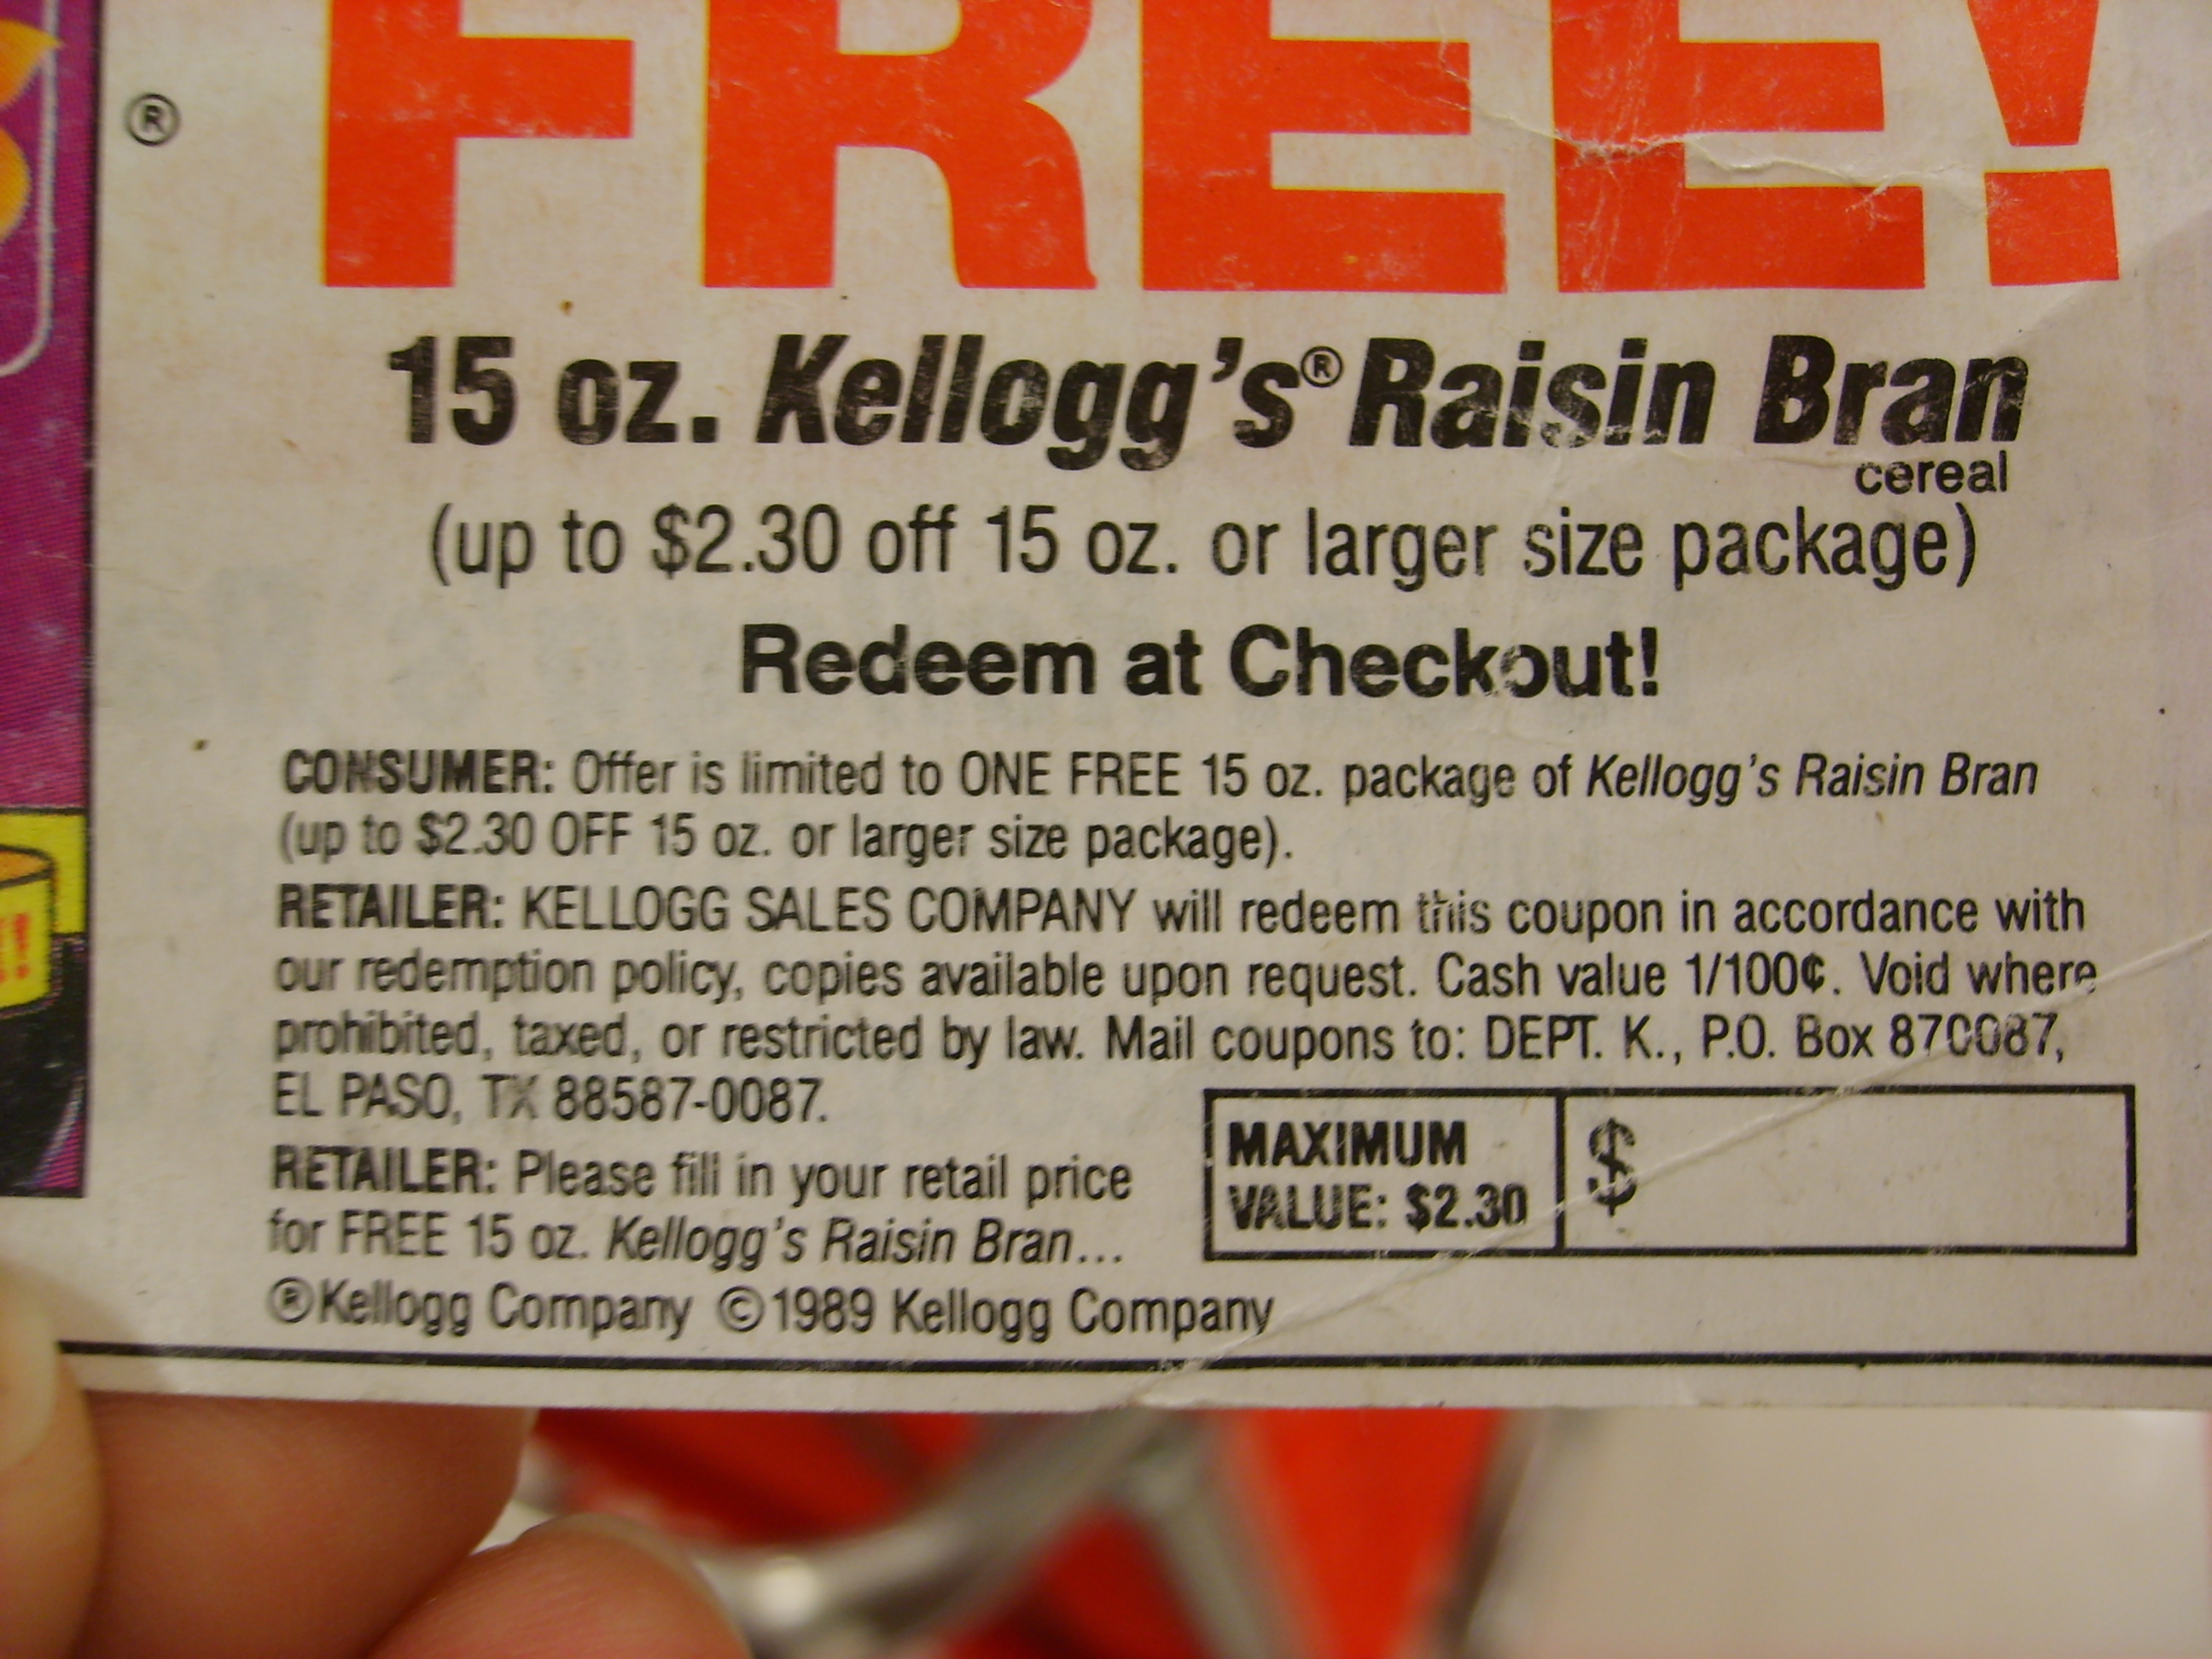 FREE!
®
15 oz. Kellogg's® Raisin Bran
cereal
(up to $2.30 off 15 oz. or larger size package)
Redeem at Checkout!
CONSUMER: Offer is limited to ONE FREE 15 oz. package of Kellogg's Raisin Bran
(up to $2.30 OFF 15 oz. or larger size package).
RETAILER: KELLOGG SALES COMPANY will redeem this coupon in accordance with
our redemption policy, copies available upon request. Cash value 1/100¢. Void where
prohibited, taxed, or restricted by law. Mail coupons to: DEPT. K., P.O. Box 870087,
EL PASO, TX 88587-0087.
RETAILER: Please fill in your retail price
for FREE 15 oz. Kellogg's Raisin Bran...
MAXIMUM
VALUE: $2.30
$
®Kellogg Company ©1989 Kellogg Company